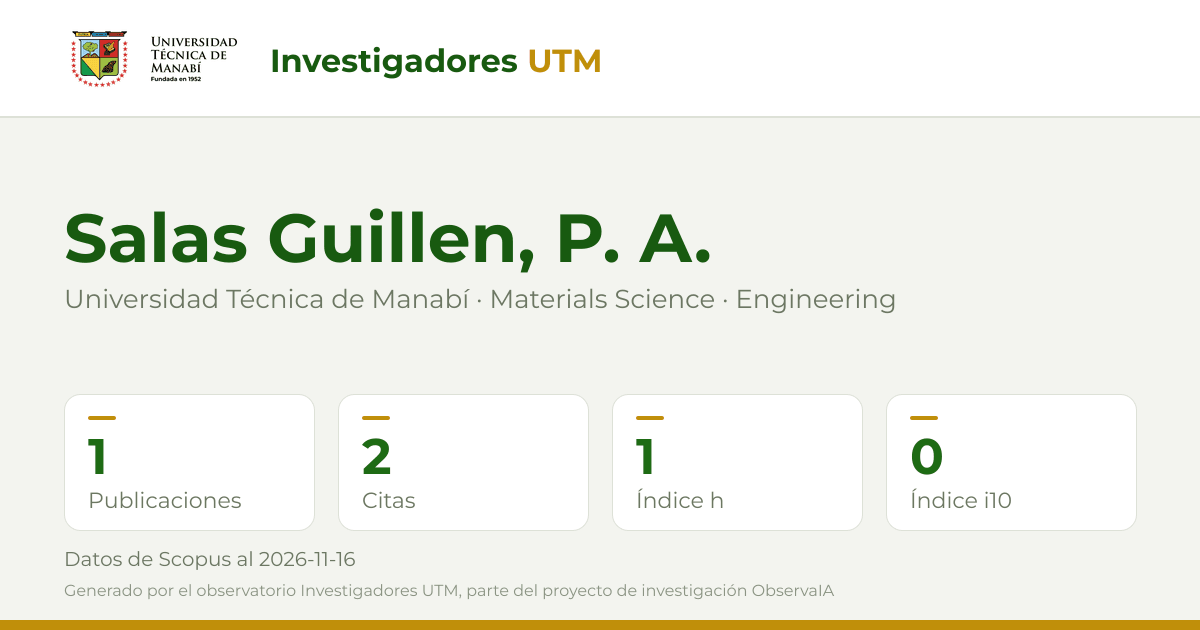 UNIVERSIDAD
TÉCNICA DE
MANABÍ
Fundada en 1952
Investigadores UTM
Salas Guillen, P. A.
Universidad Técnica de Manabí · Materials Science · Engineering
1
Publicaciones
2
Citas
1
Índice h
0
Índice i10
Datos de Scopus al 2026-11-16
Generado por el observatorio Investigadores UTM, parte del proyecto de investigación ObservaIA